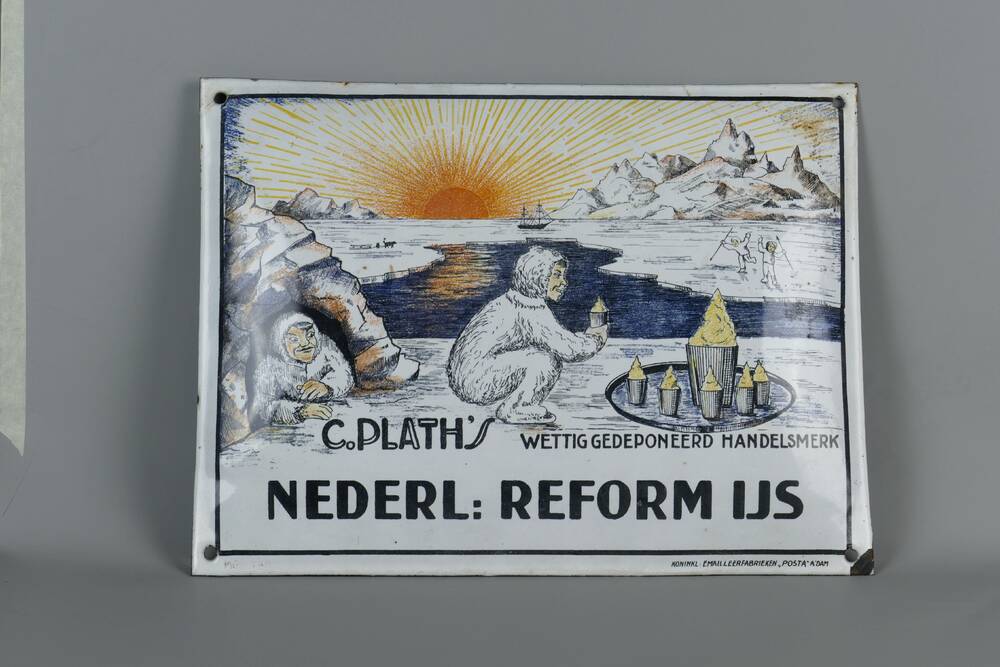 C. PLATH'S
WETTIG GEDEPONEERD HANDELSMERK
NEDERL: REFORM IJS
KONINKL. EMAILLEERFABRIEKEN „POSTA" A'DAM